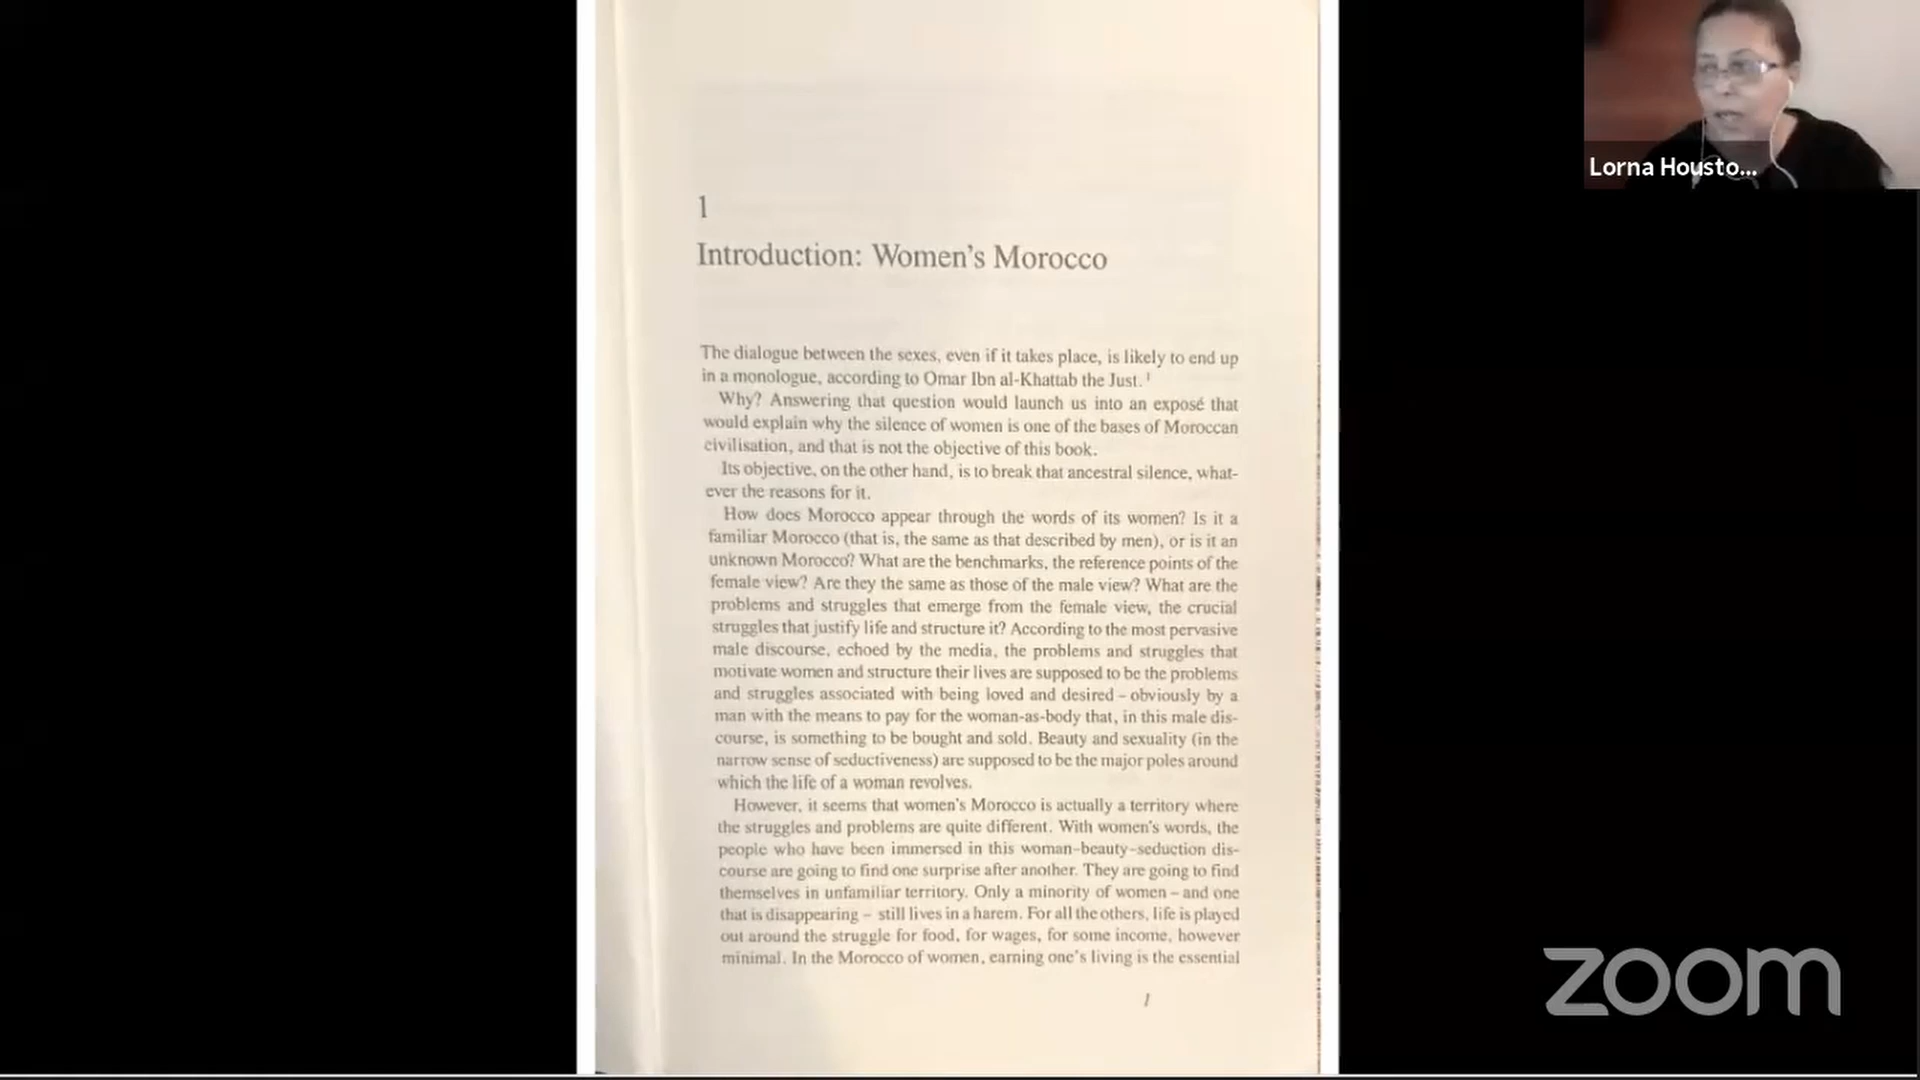 1
Introduction: Women's Morocco
The dialogue between the sexes, even if it takes place, is likely to end up
in a monologue, according to Omar Ibn al-Khattab the Just. 1
Why? Answering that question would launch us into an exposé that
would explain why the silence of women is one of the bases of Moroccan
civilisation, and that is not the objective of this book.
Its objective, on the other hand, is to break that ancestral silence, what-
ever the reasons for it.
How does Morocco appear through the words of its women? Is it a
familiar Morocco (that is, the same as that described by men), or is it an
unknown Morocco? What are the benchmarks, the reference points of the
female view? Are they the same as those of the male view? What are the
problems and struggles that emerge from the female view, the crucial
struggles that justify life and structure it? According to the most pervasive
male discourse, echoed by the media, the problems and struggles that
motivate women and structure their lives are supposed to be the problems
and struggles associated with being loved and desired – obviously by a
man with the means to pay for the woman-as-body that, in this male dis-
course, is something to be bought and sold. Beauty and sexuality (in the
narrow sense of seductiveness) are supposed to be the major poles around
which the life of a woman revolves.
However, it seems that women's Morocco is actually a territory where
the struggles and problems are quite different. With women's words, the
people who have been immersed in this woman–beauty–seduction dis-
course are going to find one surprise after another. They are going to find
themselves in unfamiliar territory. Only a minority of women – and one
that is disappearing – still lives in a harem. For all the others, life is played
out around the struggle for food, for wages, for some income, however
minimal. In the Morocco of women, earning one's living is the essential
1
Lorna Housto...
zoom